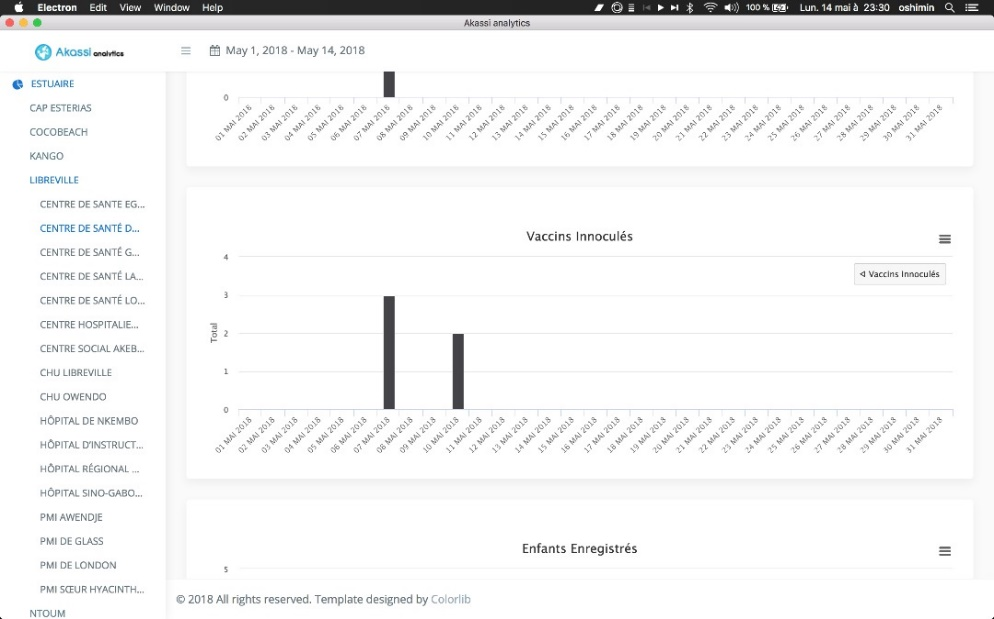 Electron Edit View Window Help 100 % Lun. 14 mai à 23:30 oshimin
Akassi analytics
Akassi analytics
May 1, 2018 - May 14, 2018
ESTUAIRE
CAP ESTERIAS
COCOBEACH
KANGO
LIBREVILLE
CENTRE DE SANTE EG...
CENTRE DE SANTÉ D...
CENTRE DE SANTÉ G...
CENTRE DE SANTÉ LA...
CENTRE DE SANTÉ LO...
CENTRE HOSPITALIE...
CENTRE SOCIAL AKEB...
CHU LIBREVILLE
CHU OWENDO
HÔPITAL DE NKEMBO
HÔPITAL D'INSTRUCT...
HÔPITAL RÉGIONAL ...
HÔPITAL SINO-GABO...
PMI AWENDJE
PMI DE GLASS
PMI DE LONDON
PMI SŒUR HYACINTH...
NTOUM
0
01 MAI 2018 02 MAI 2018 03 MAI 2018 04 MAI 2018 05 MAI 2018 06 MAI 2018 07 MAI 2018 08 MAI 2018 09 MAI 2018 10 MAI 2018 11 MAI 2018 12 MAI 2018 13 MAI 2018 14 MAI 2018 15 MAI 2018 16 MAI 2018 17 MAI 2018 18 MAI 2018 19 MAI 2018 20 MAI 2018 21 MAI 2018 22 MAI 2018 23 MAI 2018 24 MAI 2018 25 MAI 2018 26 MAI 2018 27 MAI 2018 28 MAI 2018 29 MAI 2018 30 MAI 2018 31 MAI 2018
Vaccins Innoculés
Vaccins Innoculés
Total
4
3
2
1
0
01 MAI 2018 02 MAI 2018 03 MAI 2018 04 MAI 2018 05 MAI 2018 06 MAI 2018 07 MAI 2018 08 MAI 2018 09 MAI 2018 10 MAI 2018 11 MAI 2018 12 MAI 2018 13 MAI 2018 14 MAI 2018 15 MAI 2018 16 MAI 2018 17 MAI 2018 18 MAI 2018 19 MAI 2018 20 MAI 2018 21 MAI 2018 22 MAI 2018 23 MAI 2018 24 MAI 2018 25 MAI 2018 26 MAI 2018 27 MAI 2018 28 MAI 2018 29 MAI 2018 30 MAI 2018 31 MAI 2018
Enfants Enregistrés
5
© 2018 All rights reserved. Template designed by Colorlib